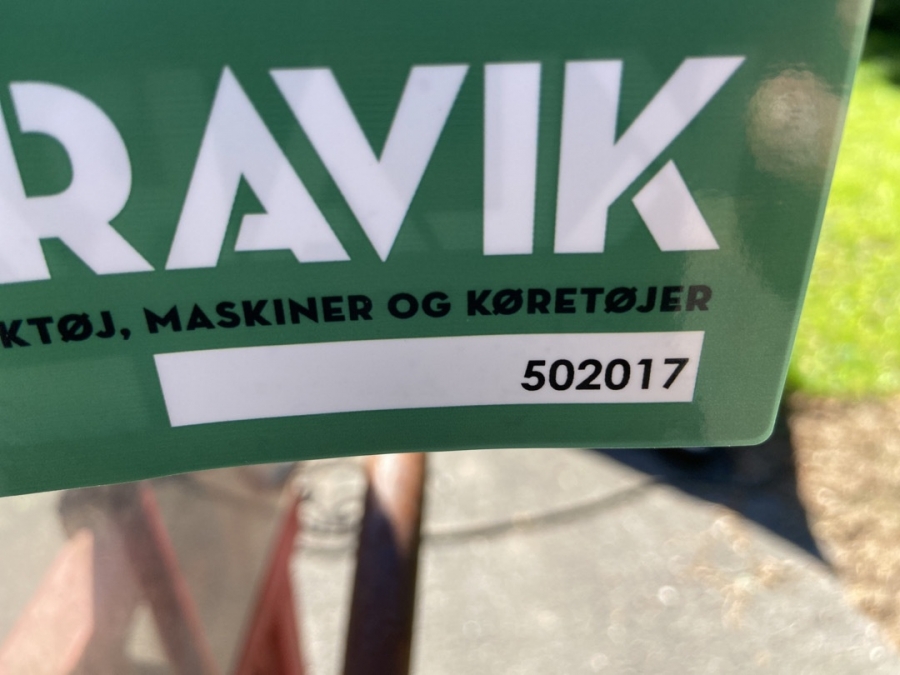 RAVIK
KTØJ, MASKINER OG KØRETØJER
502017